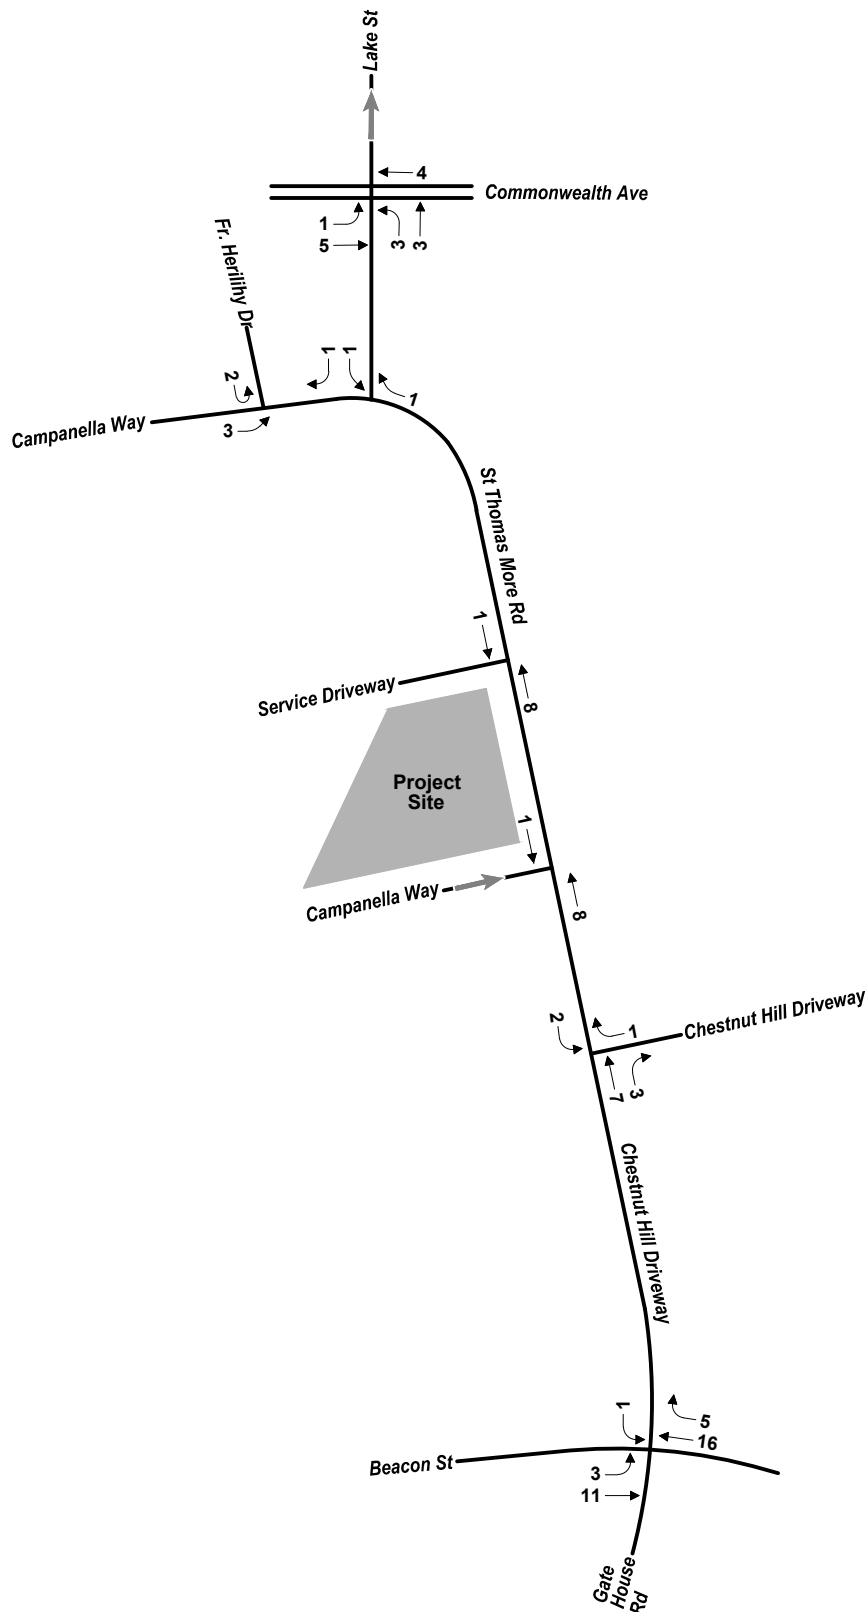 Lake St
4
Commonwealth Ave
1
3
3
5
Fr. Herilihy Dr
1
1
2
1
Campanella Way
3
St Thomas More Rd
1
Service Driveway
8
Project
Site
1
Campanella Way
8
2
1
Chestnut Hill Driveway
7
3
Chestnut Hill Driveway
1
5
16
Beacon St
3
11
Gate
House
Rd